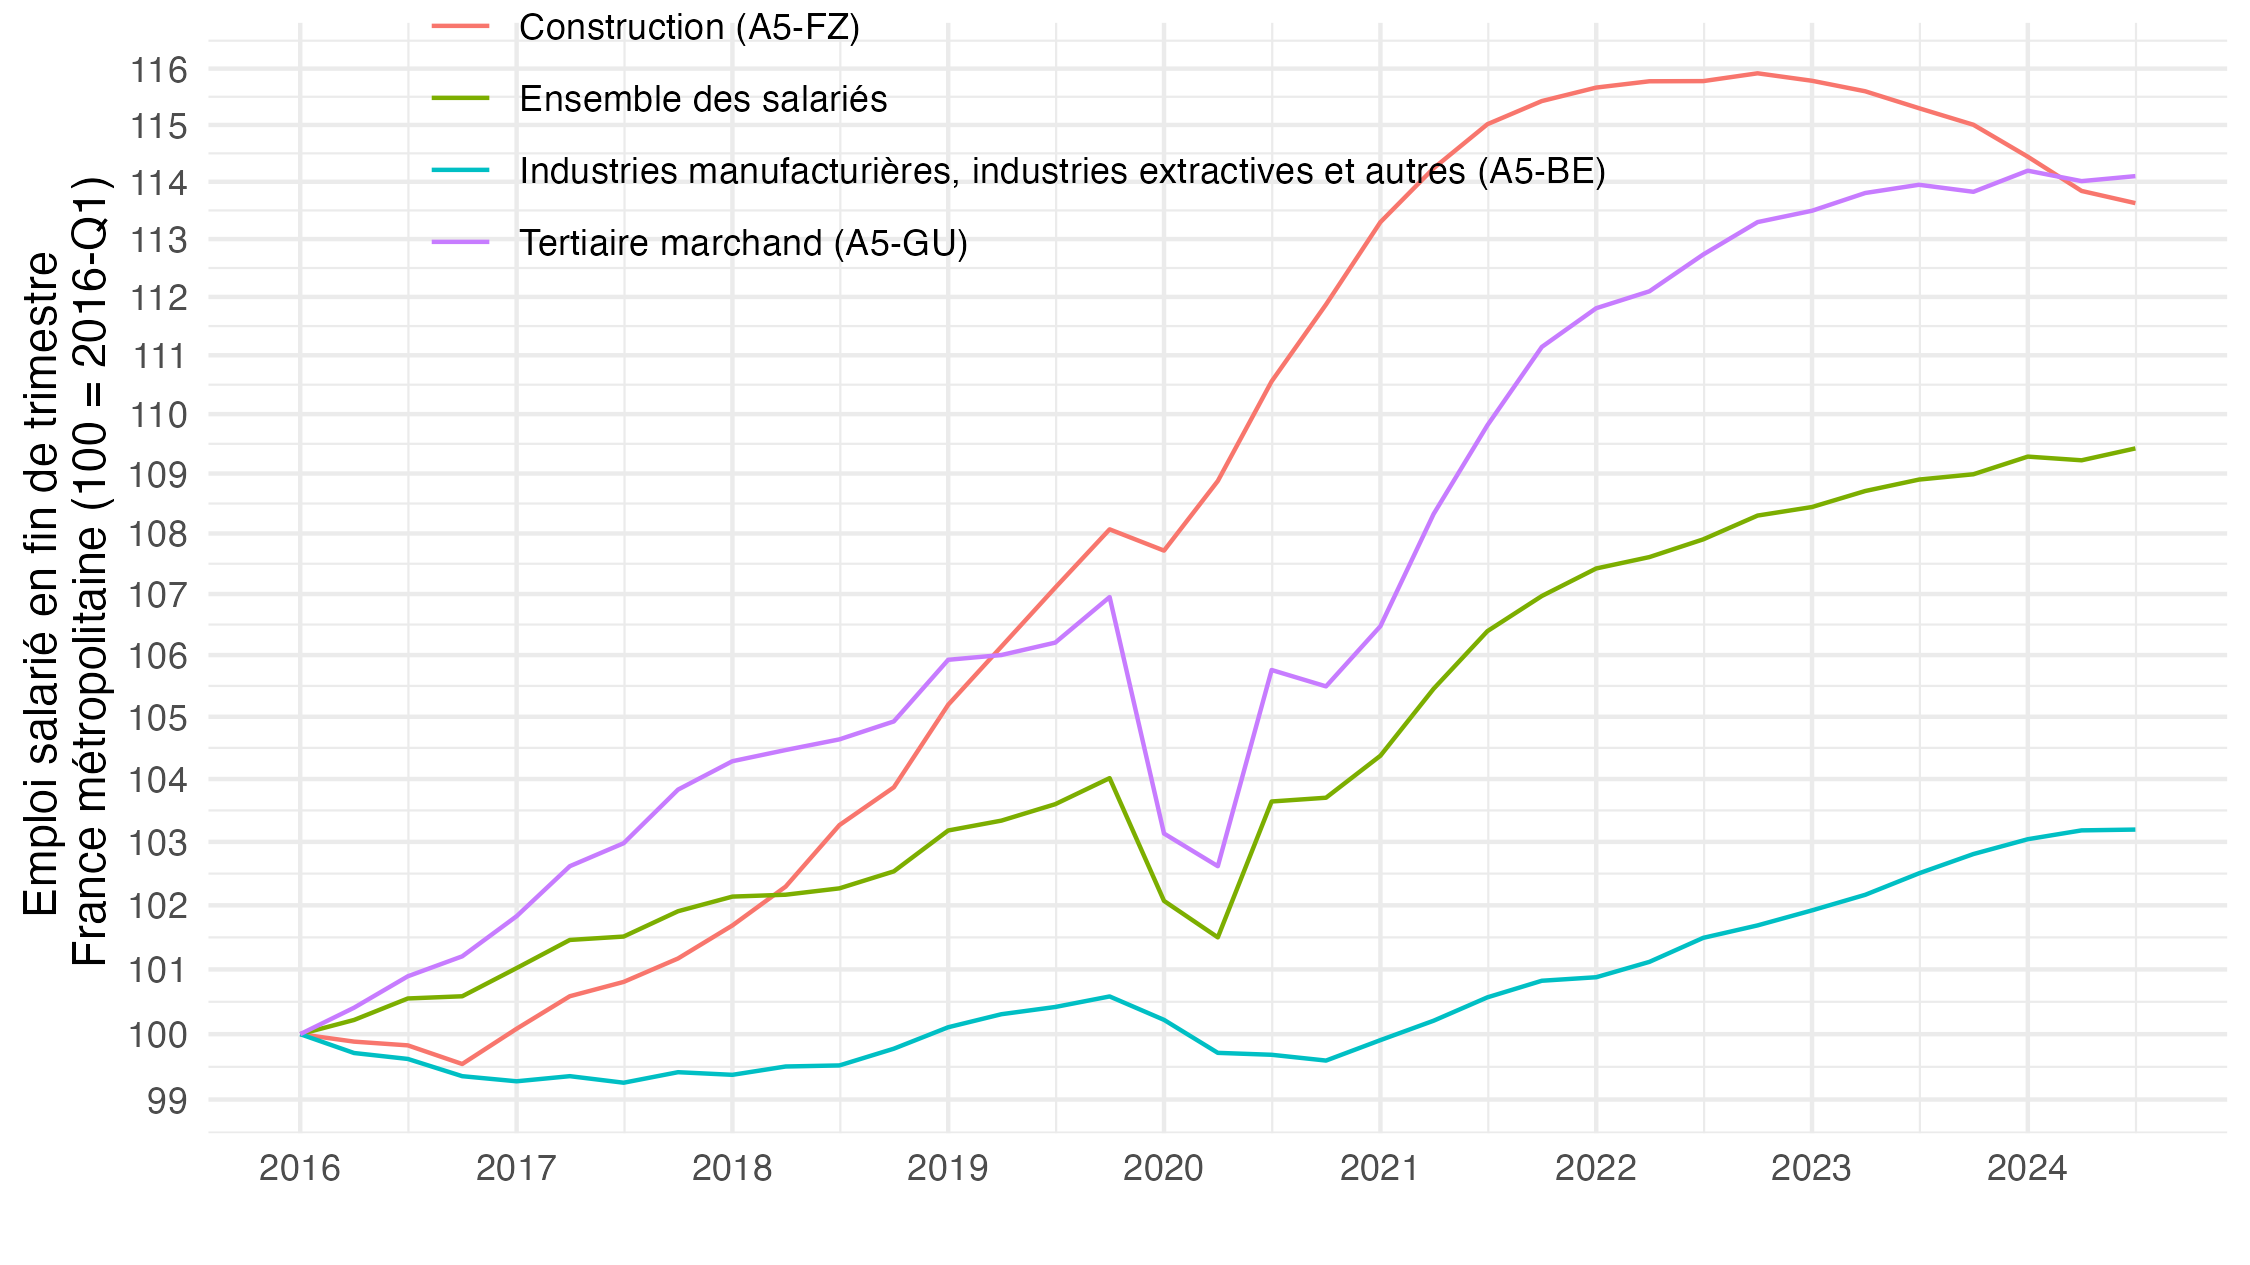 Construction (A5-FZ)
Ensemble des salariés
Industries manufacturières, industries extractives et autres (A5-BE)
Tertiaire marchand (A5-GU)
Emploi salarié en fin de trimestre
France métropolitaine (100 = 2016-Q1)
116
115
114
113
112
111
110
109
108
107
106
105
104
103
102
101
100
99
2016 2017 2018 2019 2020 2021 2022 2023 2024